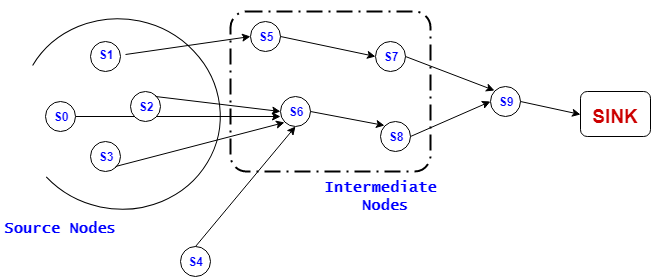 S1
S5
S7
S2
S0
S6
S9
S3
S8
SINK
Intermediate
Nodes
Source Nodes
S4